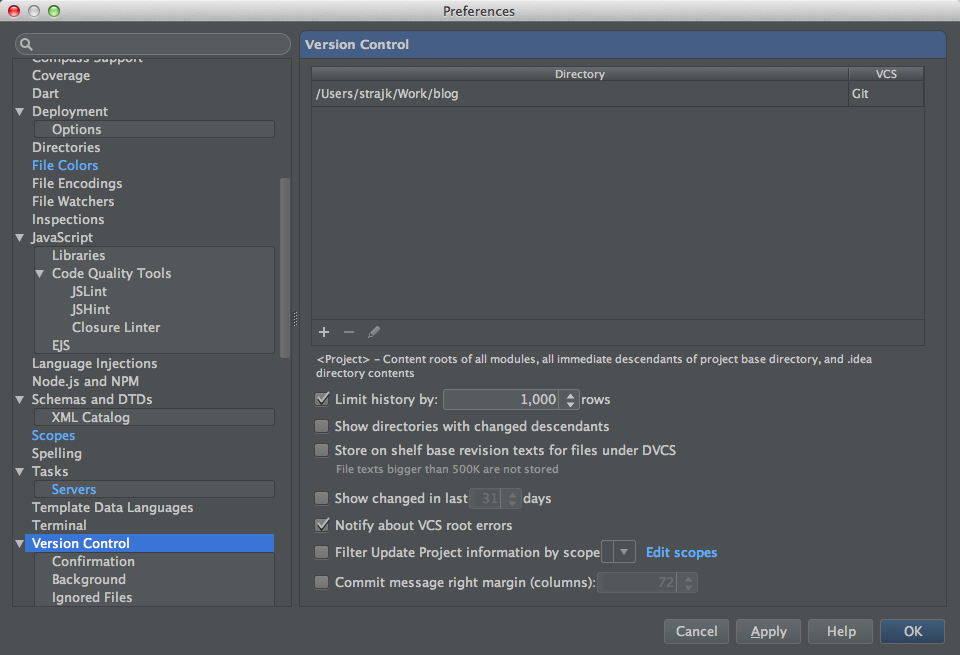 Preferences
Compass Support
Coverage
Dart
Deployment
Options
Directories
File Colors
File Encodings
File Watchers
Inspections
JavaScript
Libraries
Code Quality Tools
JSLint
JSHint
Closure Linter
EJS
Language Injections
Node.js and NPM
Schemas and DTDs
XML Catalog
Scopes
Spelling
Tasks
Servers
Template Data Languages
Terminal
Version Control
Confirmation
Background
Ignored Files
Version Control
Directory VCS
/Users/strajk/Work/blog Git
<Project> – Content roots of all modules, all immediate descendants of project base directory, and .idea
directory contents
Limit history by: 1,000 rows
Show directories with changed descendants
Store on shelf base revision texts for files under DVCS
File texts bigger than 500K are not stored
Show changed in last 31 days
Notify about VCS root errors
Filter Update Project information by scope Edit scopes
Commit message right margin (columns): 72
Cancel Apply Help OK